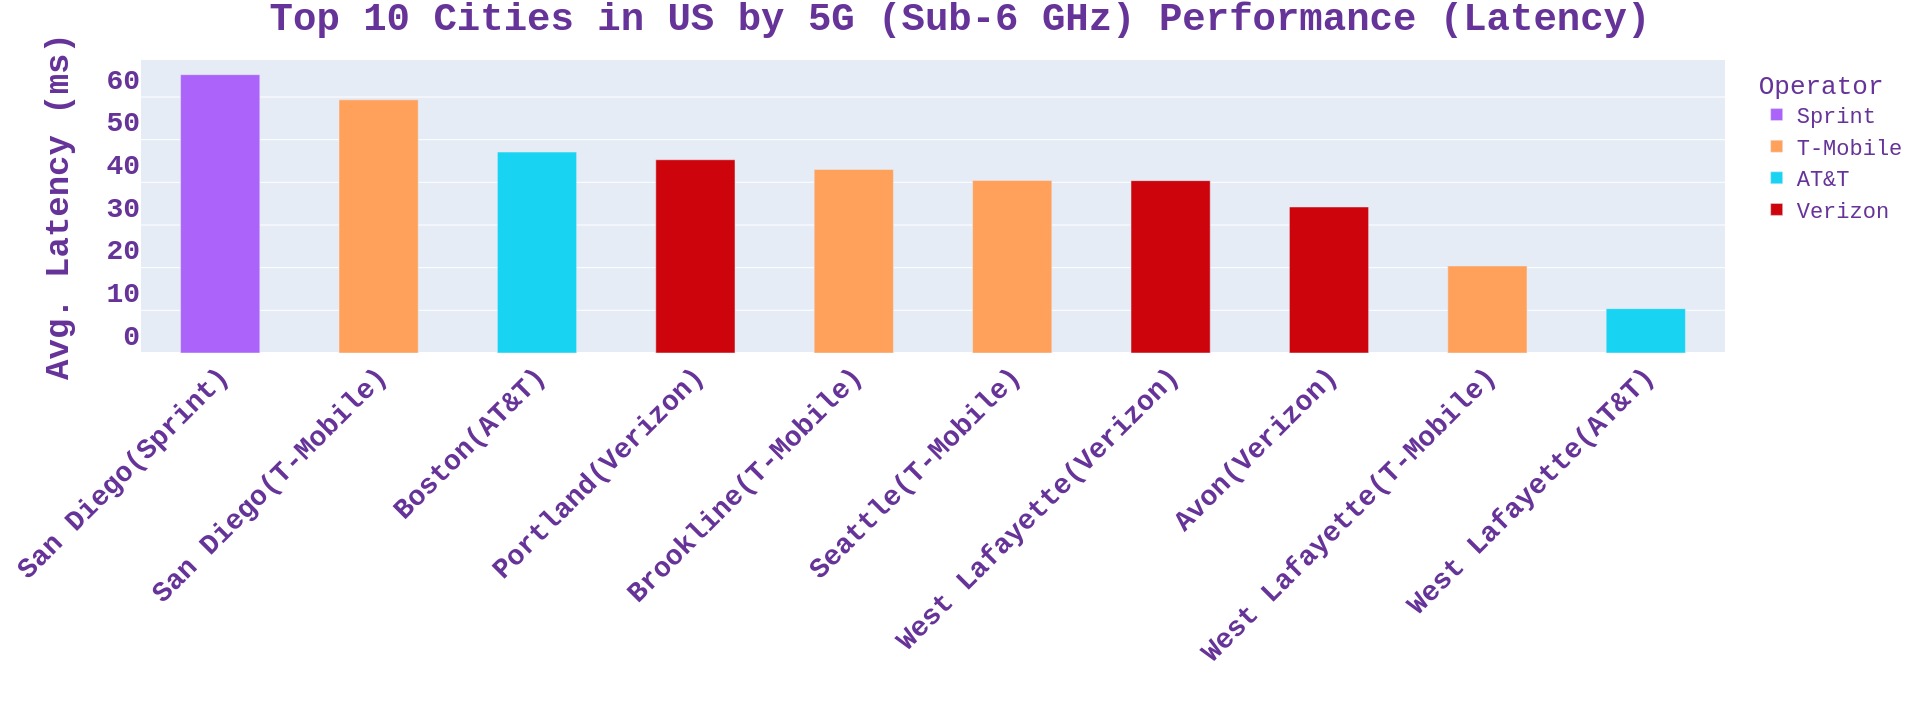 Top 10 Cities in US by 5G (Sub-6 GHz) Performance (Latency)
Avg. Latency (ms)
60
50
40
30
20
10
0
San Diego(Sprint)
San Diego(T-Mobile)
Boston(AT&T)
Portland(Verizon)
Brookline(T-Mobile)
Seattle(T-Mobile)
West Lafayette(Verizon)
Avon(Verizon)
West Lafayette(T-Mobile)
West Lafayette(AT&T)
Operator
Sprint
T-Mobile
AT&T
Verizon